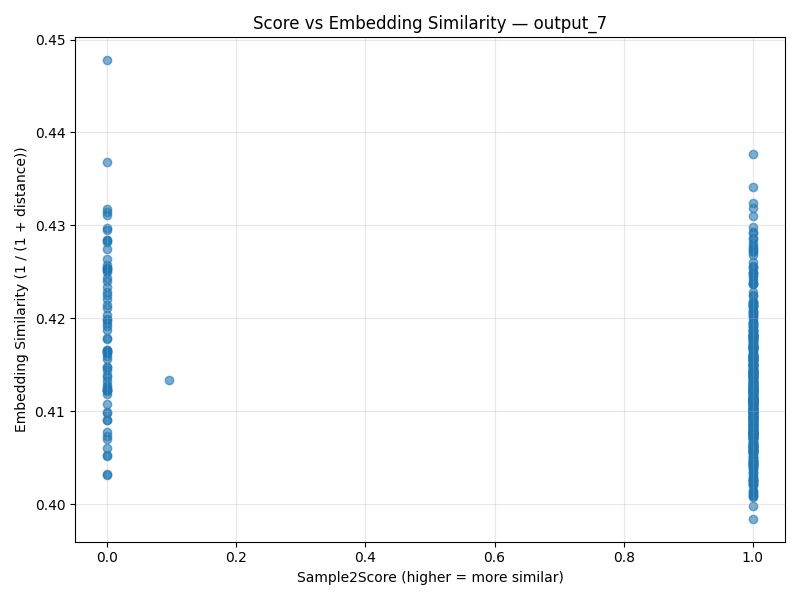 Score vs Embedding Similarity — output_7
Embedding Similarity (1 / (1 + distance))
0.45
0.44
0.43
0.42
0.41
0.40
0.0 0.2 0.4 0.6 0.8 1.0
Sample2Score (higher = more similar)